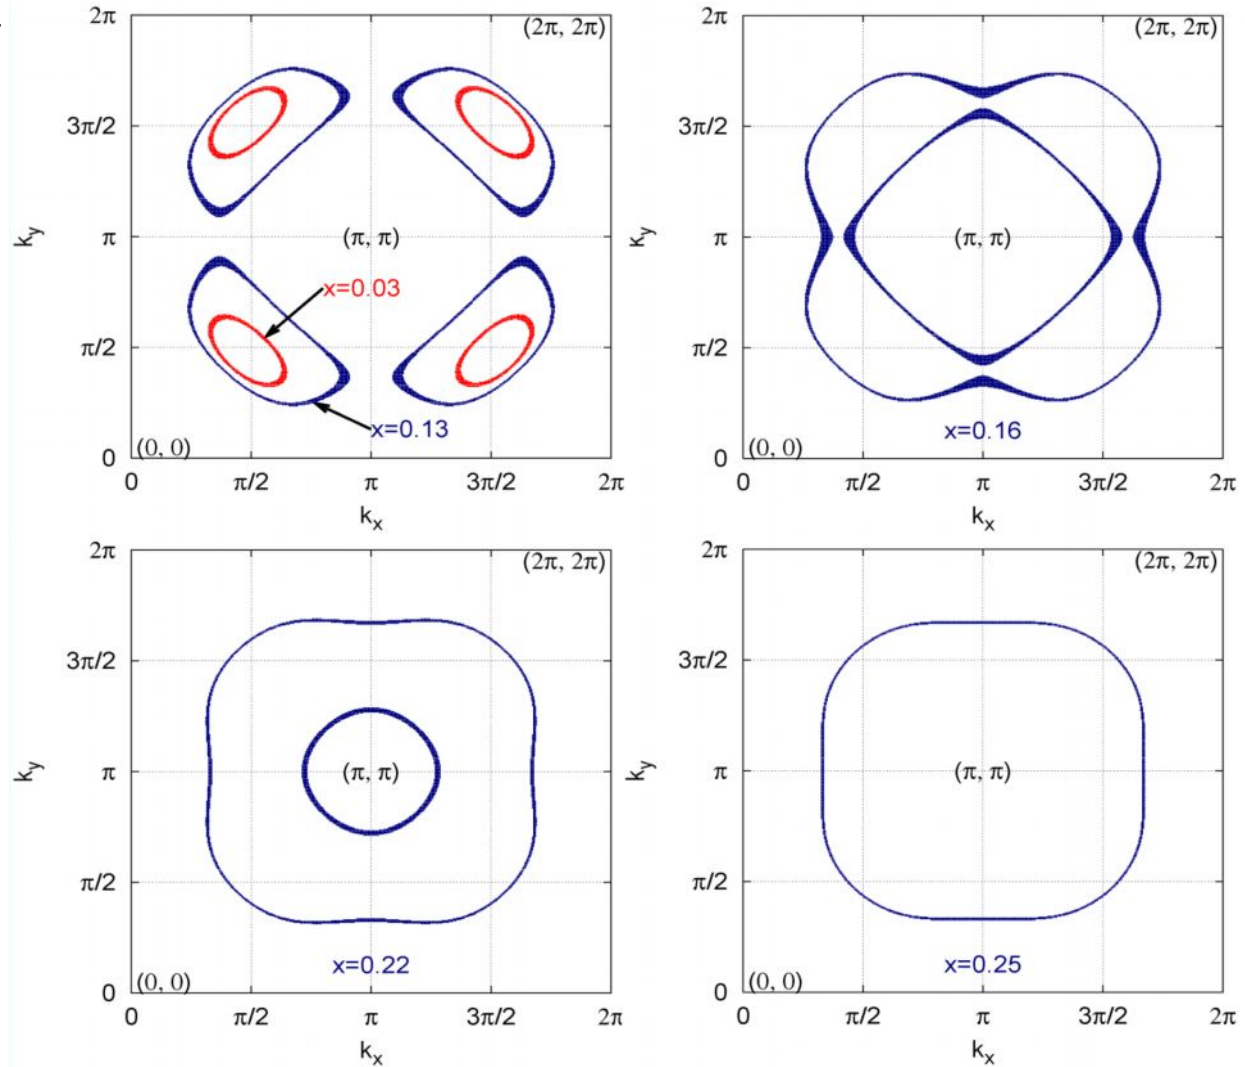 2π
(2π, 2π)
3π/2
(π, π)
π
k_y
x=0.03
π/2
x=0.13
(0, 0)
0
0 π/2 π 3π/2 2π
k_x
2π
(2π, 2π)
3π/2
π
(π, π)
k_y
π/2
x=0.16
(0, 0)
0
0 π/2 π 3π/2 2π
k_x
2π
(2π, 2π)
3π/2
π
(π, π)
k_y
π/2
x=0.22
(0, 0)
0
0 π/2 π 3π/2 2π
k_x
2π
(2π, 2π)
3π/2
π
(π, π)
k_y
π/2
x=0.25
(0, 0)
0
0 π/2 π 3π/2 2π
k_x